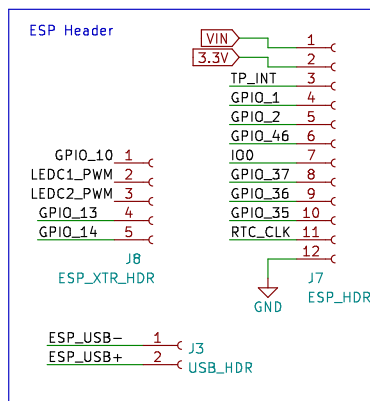 ESP Header
VIN 1
3.3V 2
TP_INT 3
GPIO_1 4
GPIO_2 5
GPIO_46 6
IO0 7
GPIO_37 8
GPIO_36 9
GPIO_35 10
RTC_CLK 11
12
GND
J7
ESP_HDR
GPIO_10 1
LEDC1_PWM 2
LEDC2_PWM 3
GPIO_13 4
GPIO_14 5
J8
ESP_XTR_HDR
ESP_USB- 1
ESP_USB+ 2
J3
USB_HDR